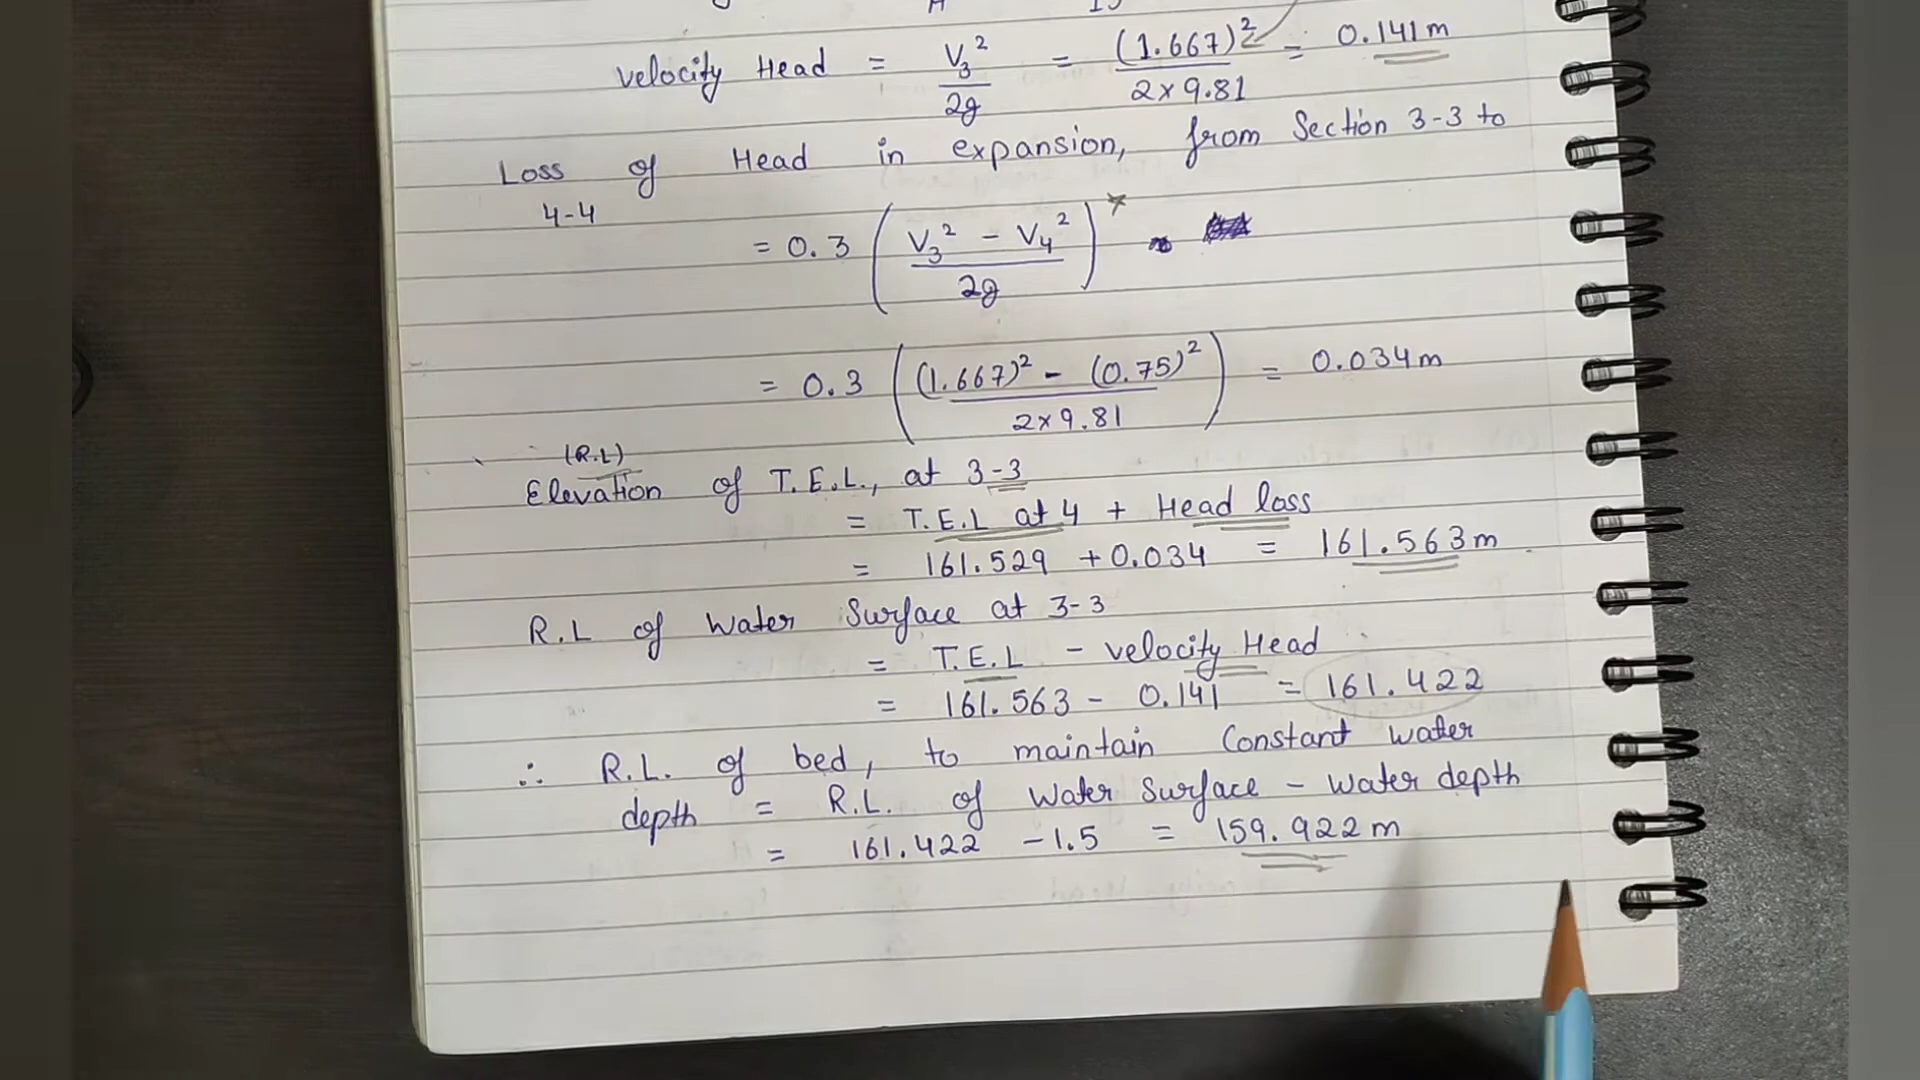 velocity Head = V₃²/2g = (1.667)²/2×9.81 = 0.141 m
Loss of Head in expansion, from Section 3-3 to
4-4
= 0.3 (V₃² - V₄²/2g)
= 0.3 ((1.667)² - (0.75)²/2×9.81) = 0.034 m
(R.L)
Elevation of T.E.L., at 3-3
= T.E.L at 4 + Head loss
= 161.529 + 0.034 = 161.563 m
R.L of Water Surface at 3-3
= T.E.L - velocity Head
= 161.563 - 0.141 = 161.422
∴ R.L. of bed, to maintain Constant water
depth = R.L. of Water Surface - Water depth
= 161.422 - 1.5 = 159.922 m